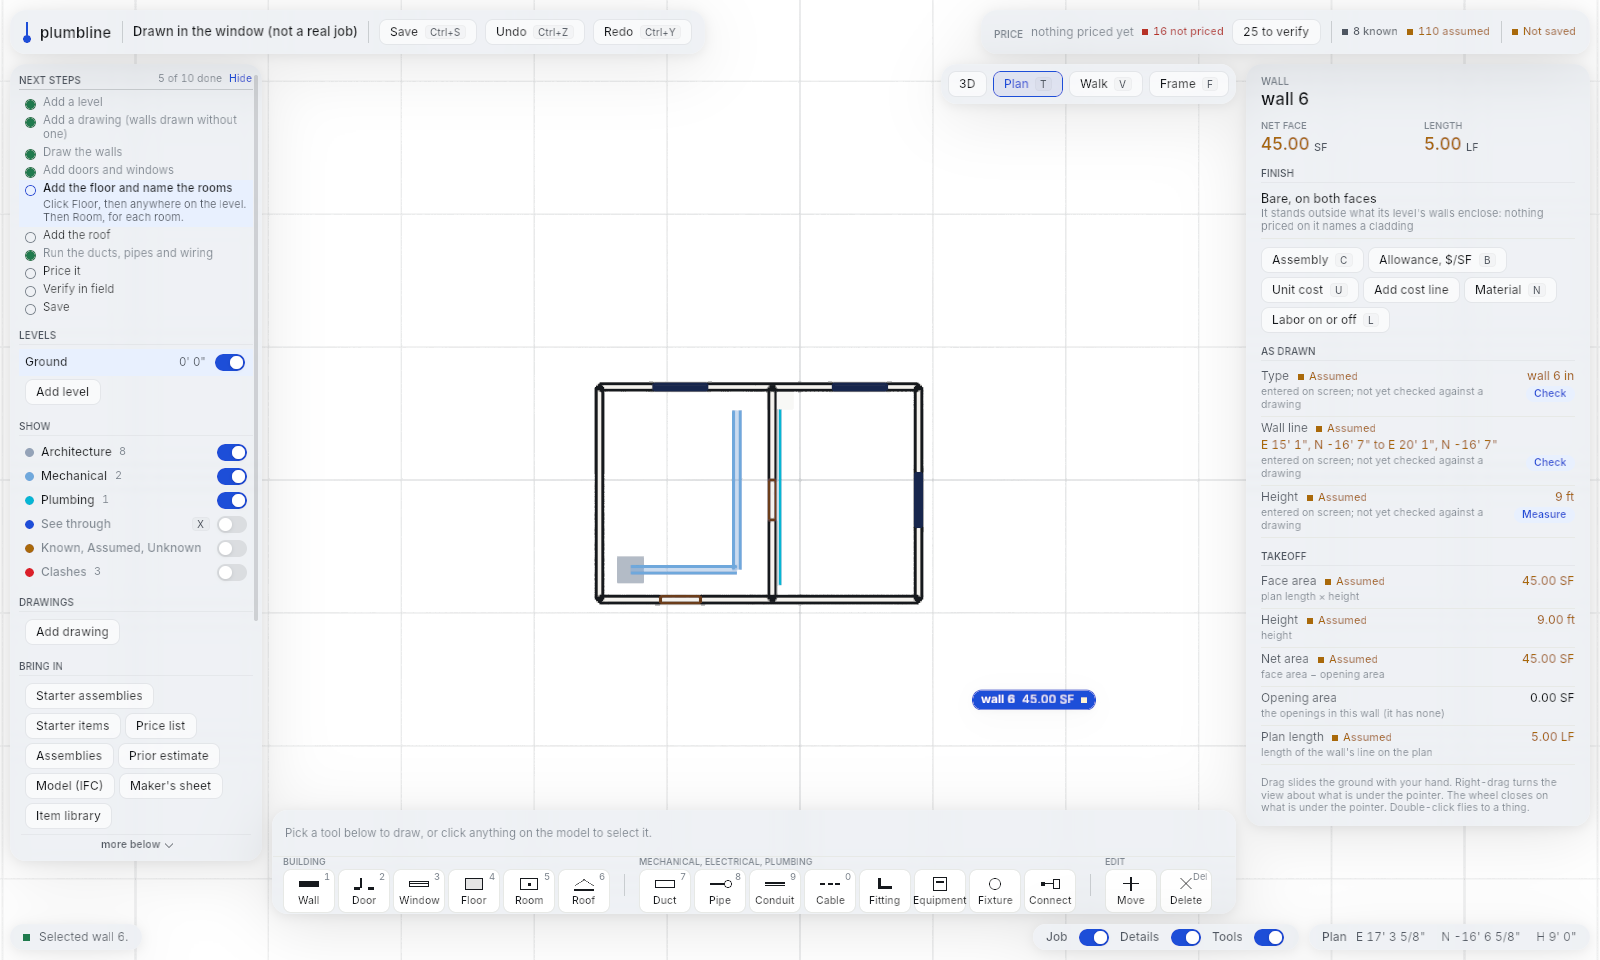 plumbline
Drawn in the window (not a real job)
Save Ctrl+S
Undo Ctrl+Z
Redo Ctrl+Y
PRICE nothing priced yet
16 not priced
25 to verify
8 known
110 assumed
Not saved
3D
Plan T
Walk V
Frame F
NEXT STEPS
5 of 10 done Hide
Add a level
Add a drawing (walls drawn without
one)
Draw the walls
Add doors and windows
Add the floor and name the rooms
Click Floor, then anywhere on the level.
Then Room, for each room.
Add the roof
Run the ducts, pipes and wiring
Price it
Verify in field
Save
LEVELS
Ground 0' 0"
Add level
SHOW
Architecture 8
Mechanical 2
Plumbing 1
See through X
Known, Assumed, Unknown
Clashes 3
DRAWINGS
Add drawing
BRING IN
Starter assemblies
Starter items
Price list
Assemblies
Prior estimate
Model (IFC)
Maker's sheet
Item library
more below
Selected wall 6.
wall 6 45.00 SF
Pick a tool below to draw, or click anything on the model to select it.
BUILDING
Wall 1
Door 2
Window 3
Floor 4
Room 5
Roof 6
MECHANICAL, ELECTRICAL, PLUMBING
Duct 7
Pipe 8
Conduit 9
Cable 0
Fitting
Equipment
Fixture
Connect
EDIT
Move
Delete Del
Job
Details
Tools
Plan E 17' 3 5/8" N -16' 6 5/8" H 9' 0"
WALL
wall 6
NET FACE
45.00 SF
LENGTH
5.00 LF
FINISH
Bare, on both faces
It stands outside what its level's walls enclose: nothing
priced on it names a cladding
Assembly C
Allowance, $/SF B
Unit cost U
Add cost line
Material N
Labor on or off L
AS DRAWN
Type Assumed wall 6 in
entered on screen; not yet checked against a
drawing
Check
Wall line Assumed
E 15' 1", N -16' 7" to E 20' 1", N -16' 7"
entered on screen; not yet checked against a
drawing
Check
Height Assumed 9 ft
entered on screen; not yet checked against a
drawing
Measure
TAKEOFF
Face area Assumed 45.00 SF
plan length × height
Height Assumed 9.00 ft
height
Net area Assumed 45.00 SF
face area − opening area
Opening area 0.00 SF
the openings in this wall (it has none)
Plan length Assumed 5.00 LF
length of the wall's line on the plan
Drag slides the ground with your hand. Right-drag turns the
view about what is under the pointer. The wheel closes on
what is under the pointer. Double-click flies to a thing.